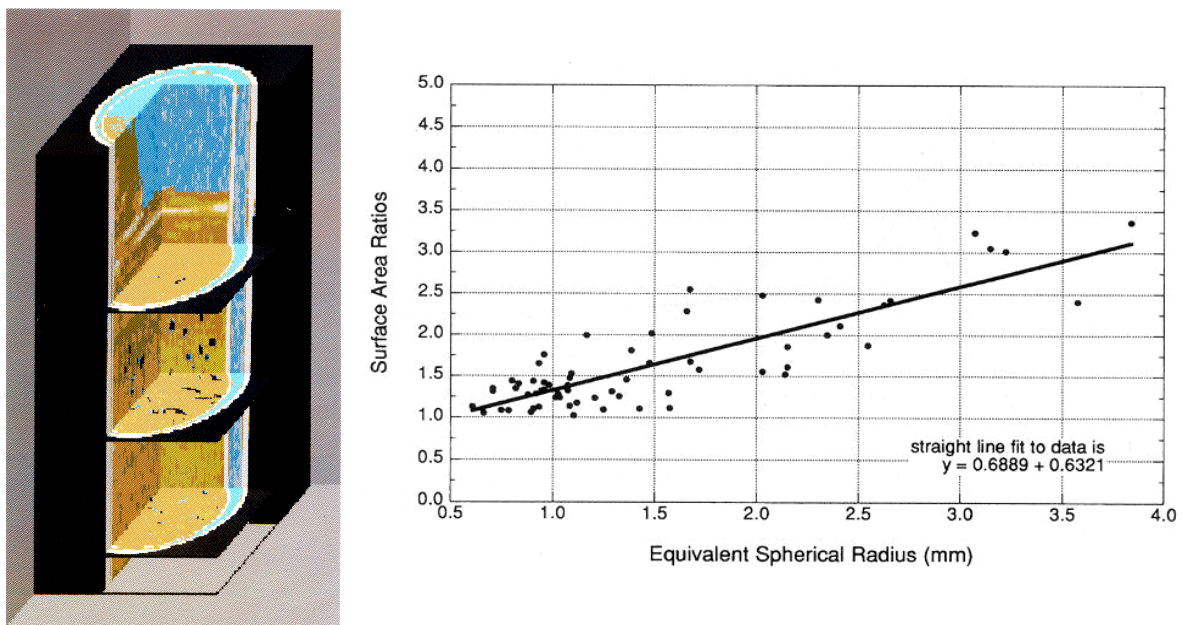 5.0
4.5
4.0
3.5
3.0
2.5
2.0
1.5
1.0
0.5
0.0
Surface Area Ratios
straight line fit to data is
y = 0.6889 + 0.6321
0.5 1.0 1.5 2.0 2.5 3.0 3.5 4.0
Equivalent Spherical Radius (mm)